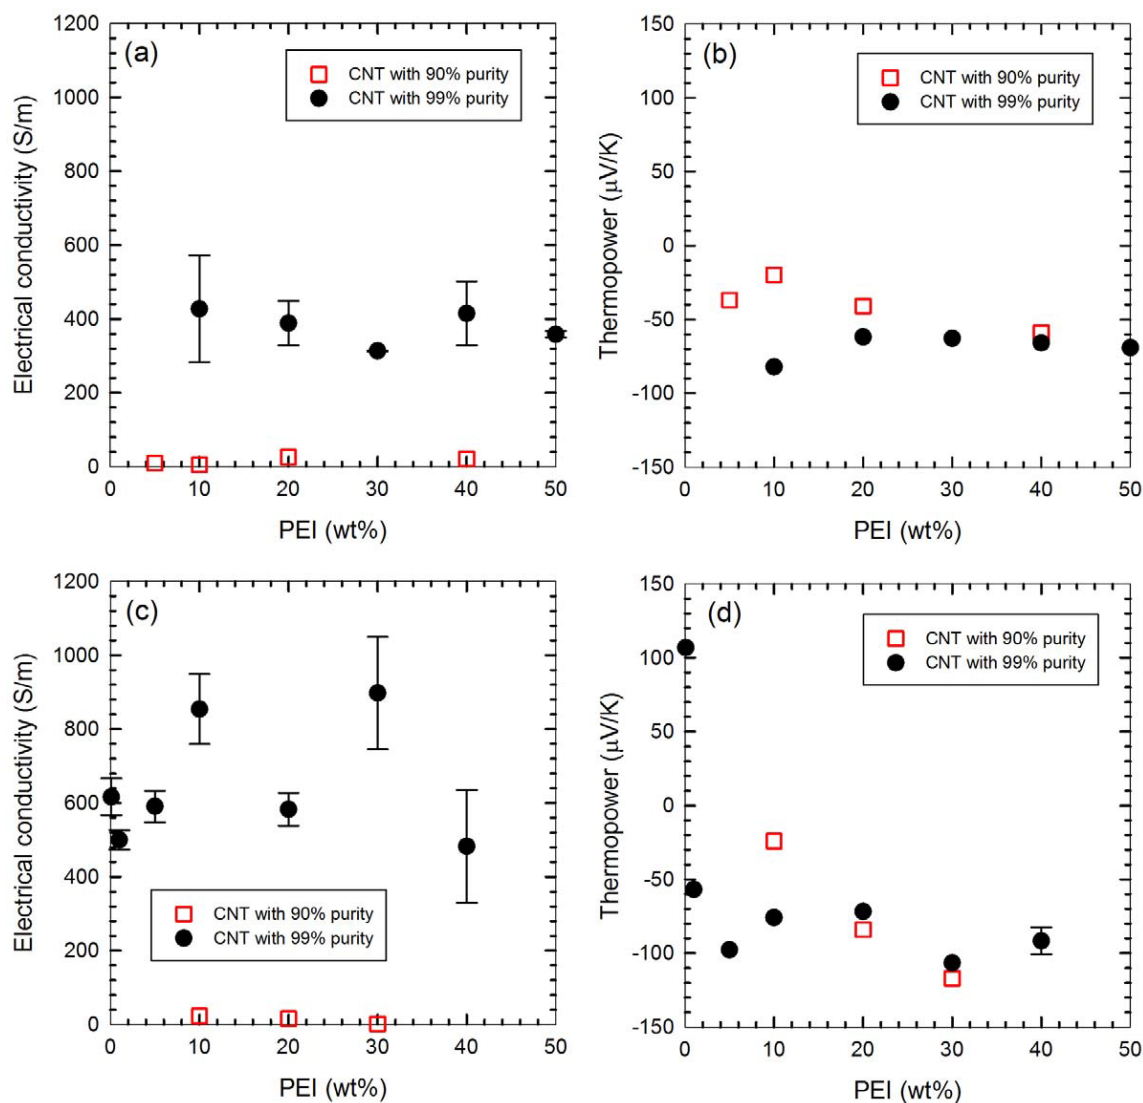 (a)
CNT with 90% purity
CNT with 99% purity
Electrical conductivity (S/m)
1200
1000
800
600
400
200
0
0 10 20 30 40 50
PEI (wt%)
(b)
CNT with 90% purity
CNT with 99% purity
Thermopower (μV/K)
150
100
50
0
-50
-100
-150
0 10 20 30 40 50
PEI (wt%)
(c)
CNT with 90% purity
CNT with 99% purity
Electrical conductivity (S/m)
1200
1000
800
600
400
200
0
0 10 20 30 40 50
PEI (wt%)
(d)
CNT with 90% purity
CNT with 99% purity
Thermopower (μV/K)
150
100
50
0
-50
-100
-150
0 10 20 30 40 50
PEI (wt%)